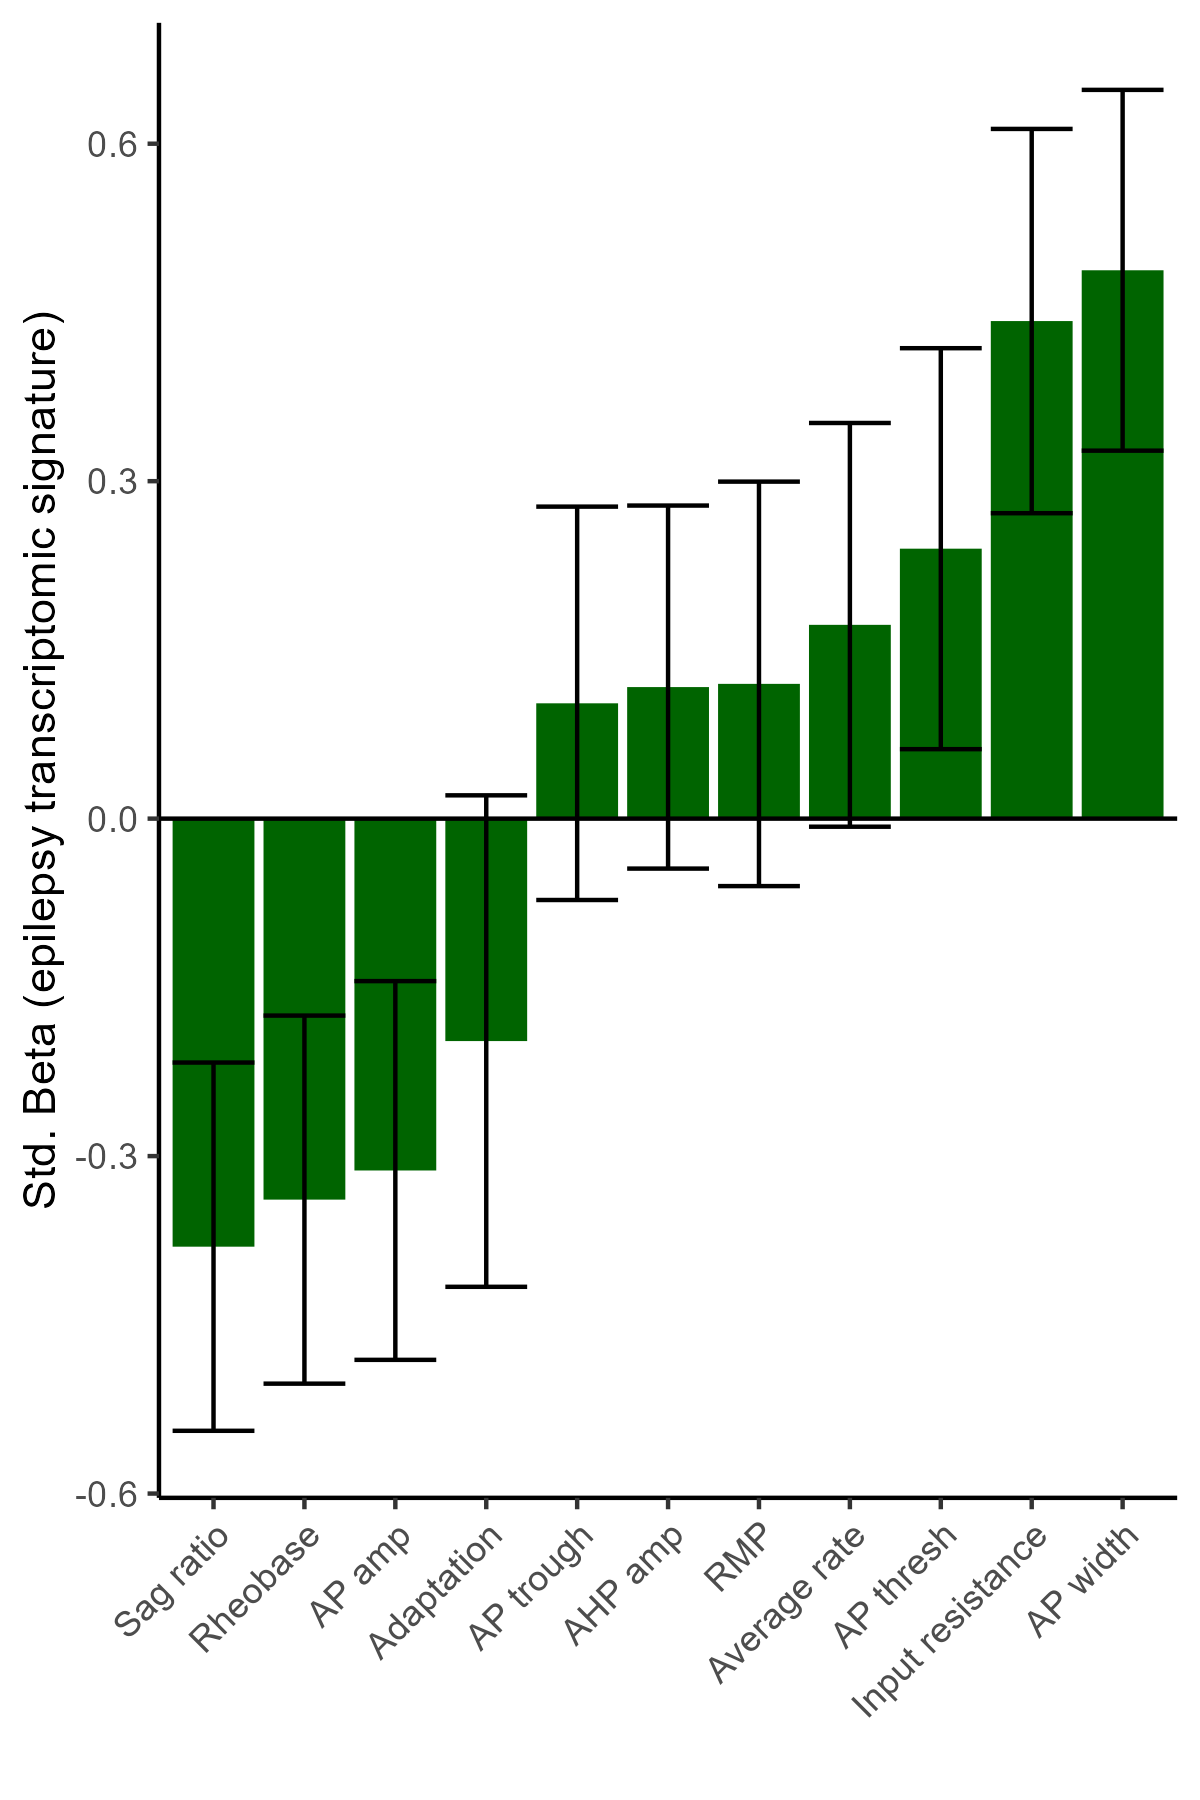 Std. Beta (epilepsy transcriptomic signature)
0.6
0.3
0.0
-0.3
-0.6
Sag ratio
Rheobase
AP amp
Adaptation
AP trough
AHP amp
RMP
Average rate
AP thresh
Input resistance
AP width